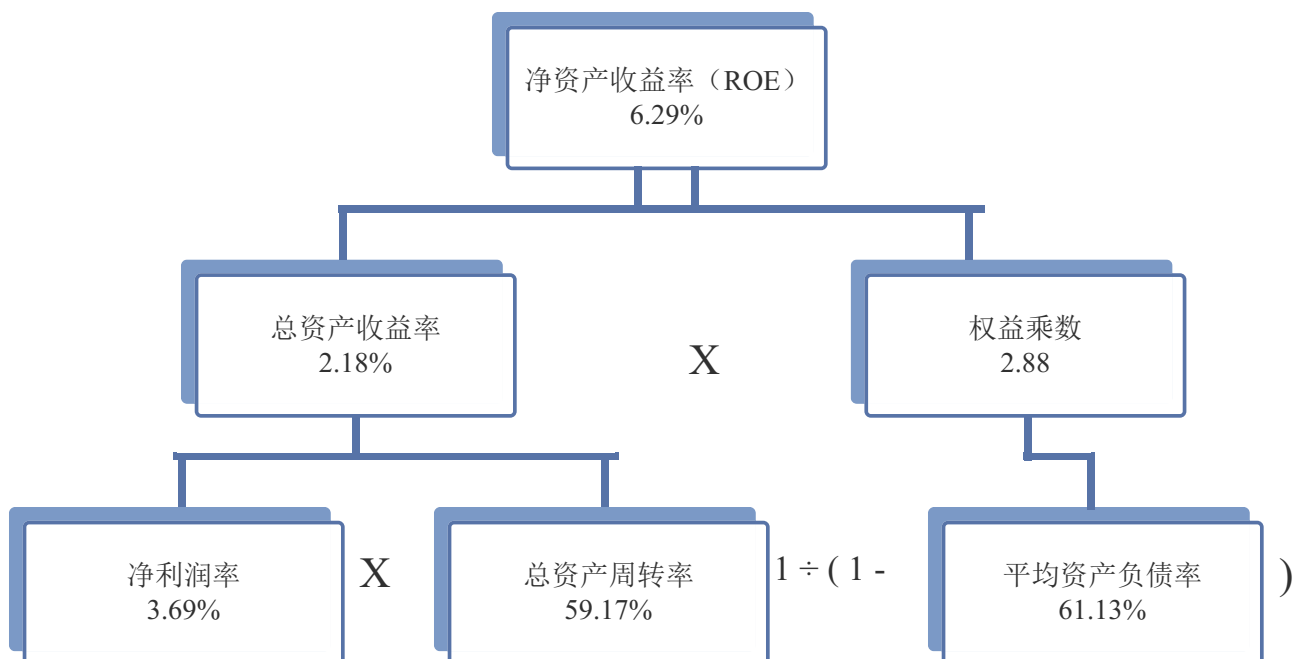 净资产收益率（ROE）
6.29%
总资产收益率
2.18%
X
权益乘数
2.88
净利润率
3.69%
X
总资产周转率
59.17%
1 ÷ ( 1 -
平均资产负债率
61.13%
)